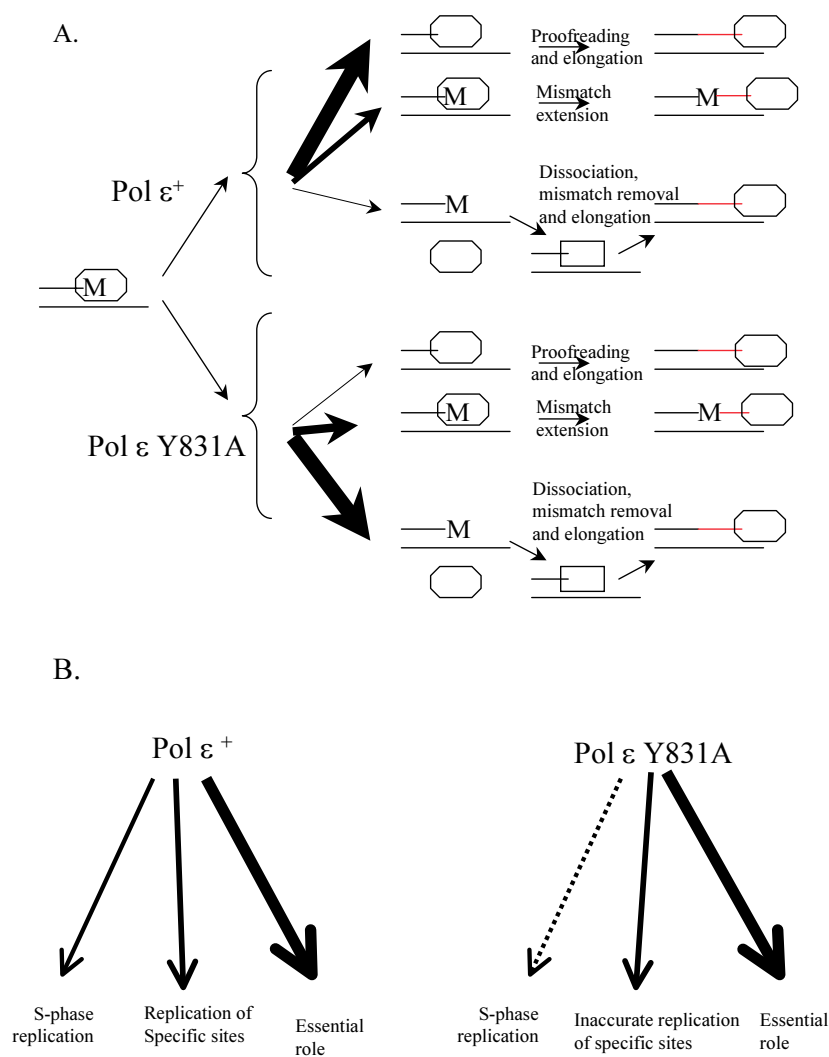 A.
Proofreading
and elongation
M
Mismatch
extension
M
Pol ε+
M
Dissociation,
mismatch removal
and elongation
M
Proofreading
and elongation
M
Mismatch
extension
M
Pol ε Y831A
M
Dissociation,
mismatch removal
and elongation
B.
Pol ε +
S-phase
replication
Replication of
Specific sites
Essential
role
Pol ε Y831A
S-phase
replication
Inaccurate replication
of specific sites
Essential
role